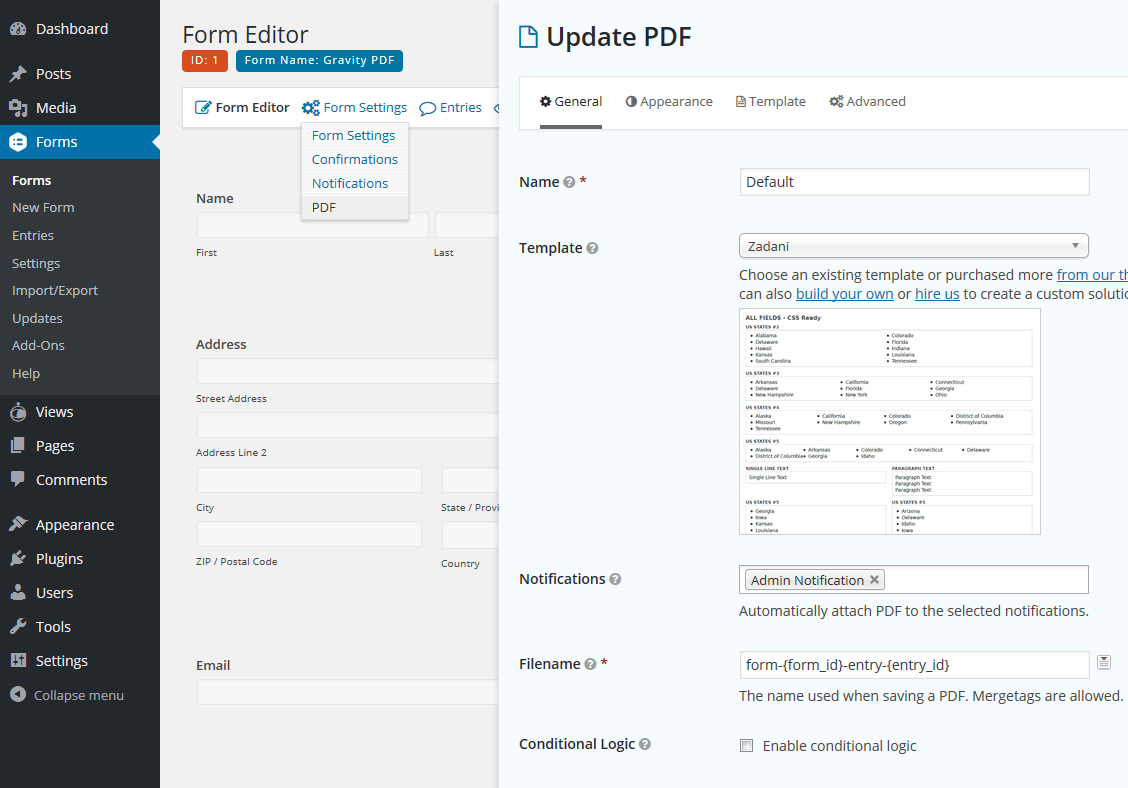 Dashboard
Posts
Media
Forms
Forms
New Form
Entries
Settings
Import/Export
Updates
Add-Ons
Help
Views
Pages
Comments
Appearance
Plugins
Users
Tools
Settings
Collapse menu
Form Editor
ID: 1 Form Name: Gravity PDF
Form Editor Form Settings Entries
Form Settings
Confirmations
Notifications
PDF
Name
First Last
Address
Street Address
Address Line 2
City State / Provi
ZIP / Postal Code Country
Email
Update PDF
General Appearance Template Advanced
Name * Default
Template Zadani
Choose an existing template or purchased more from our th
can also build your own or hire us to create a custom solutio
ALL FIELDS - CSS Ready
US STATES #2
• Alabama • Colorado
• Delaware • Florida
• Hawaii • Indiana
• Kansas • Louisiana
• South Carolina • Tennessee
US STATES #3
• Arkansas • California • Connecticut
• Delaware • Florida • Georgia
• New Hampshire • New York • Ohio
US STATES #4
• Alaska • California • Colorado • District of Columbia
• Missouri • New Hampshire • Oregon • Pennsylvania
• Tennessee
US STATES #5
• Alaska • Arkansas • Colorado • Connecticut • Delaware
• District of Columbia • Georgia • Idaho
SINGLE LINE TEXT PARAGRAPH TEXT
Single Line Text Paragraph Text
Paragraph Text
Paragraph Text
US STATES #5 US STATES #5
• Georgia • Arizona
• Iowa • Delaware
• Kansas • Idaho
• Louisiana • Iowa
Notifications Admin Notification
Automatically attach PDF to the selected notifications.
Filename * form-{form_id}-entry-{entry_id}
The name used when saving a PDF. Mergetags are allowed.
Conditional Logic Enable conditional logic